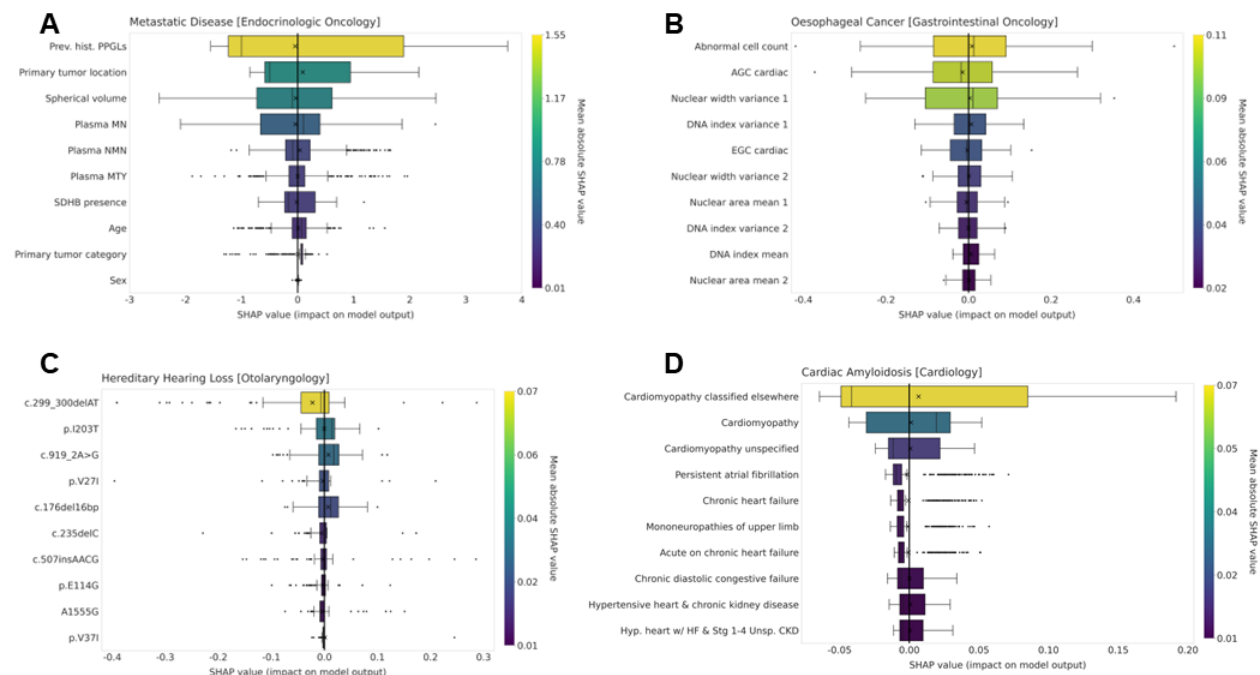 A
Metastatic Disease [Endocrinologic Oncology]
Prev. hist. PPGLs
Primary tumor location
Spherical volume
Plasma MN
Plasma NMN
Plasma MTY
SDHB presence
Age
Primary tumor category
Sex
-3 -2 -1 0 1 2 3 4
SHAP value (impact on model output)
1.55
1.17
0.78
0.40
0.01
Mean absolute SHAP value
B
Oesophageal Cancer [Gastrointestinal Oncology]
Abnormal cell count
AGC cardiac
Nuclear width variance 1
DNA index variance 1
EGC cardiac
Nuclear width variance 2
Nuclear area mean 1
DNA index variance 2
DNA index mean
Nuclear area mean 2
-0.4 -0.2 0.0 0.2 0.4
SHAP value (impact on model output)
0.11
0.09
0.06
0.04
0.02
Mean absolute SHAP value
C
Hereditary Hearing Loss [Otolaryngology]
c.299_300delAT
p.I203T
c.919_2A>G
p.V27I
c.176del16bp
c.235delC
c.507insAACG
p.E114G
A1555G
p.V37I
-0.4 -0.3 -0.2 -0.1 0.0 0.1 0.2 0.3
SHAP value (impact on model output)
0.07
0.06
0.04
0.02
0.01
Mean absolute SHAP value
D
Cardiac Amyloidosis [Cardiology]
Cardiomyopathy classified elsewhere
Cardiomyopathy
Cardiomyopathy unspecified
Persistent atrial fibrillation
Chronic heart failure
Mononeuropathies of upper limb
Acute on chronic heart failure
Chronic diastolic congestive failure
Hypertensive heart & chronic kidney disease
Hyp. heart w/ HF & Stg 1-4 Unsp. CKD
-0.05 0.00 0.05 0.10 0.15 0.20
SHAP value (impact on model output)
0.07
0.05
0.04
0.02
0.01
Mean absolute SHAP value